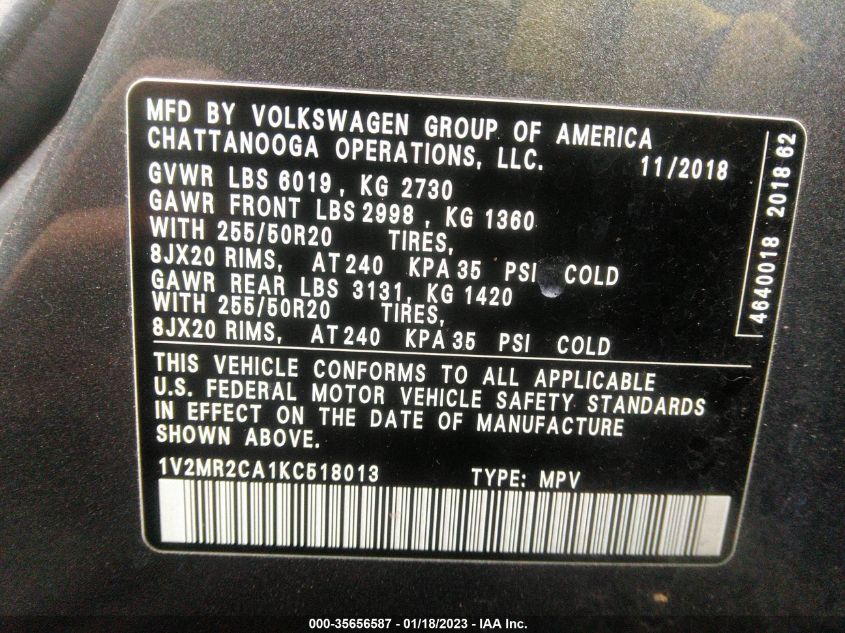 MFD BY VOLKSWAGEN GROUP OF AMERICA
CHATTANOOGA OPERATIONS, LLC. 11/2018
GVWR LBS 6019, KG 2730
GAWR FRONT LBS 2998, KG 1360
WITH 255/50R20 TIRES,
8JX20 RIMS, AT 240 KPA 35 PSI COLD
GAWR REAR LBS 3131, KG 1420
WITH 255/50R20 TIRES,
8JX20 RIMS, AT 240 KPA 35 PSI COLD
THIS VEHICLE CONFORMS TO ALL APPLICABLE
U.S. FEDERAL MOTOR VEHICLE SAFETY STANDARDS
IN EFFECT ON THE DATE OF MANUFACTURE
SHOWN ABOVE.
1V2MR2CA1KC518013 TYPE: MPV
4640018 2018 62
000-35656587 - 01/18/2023 - IAA Inc.